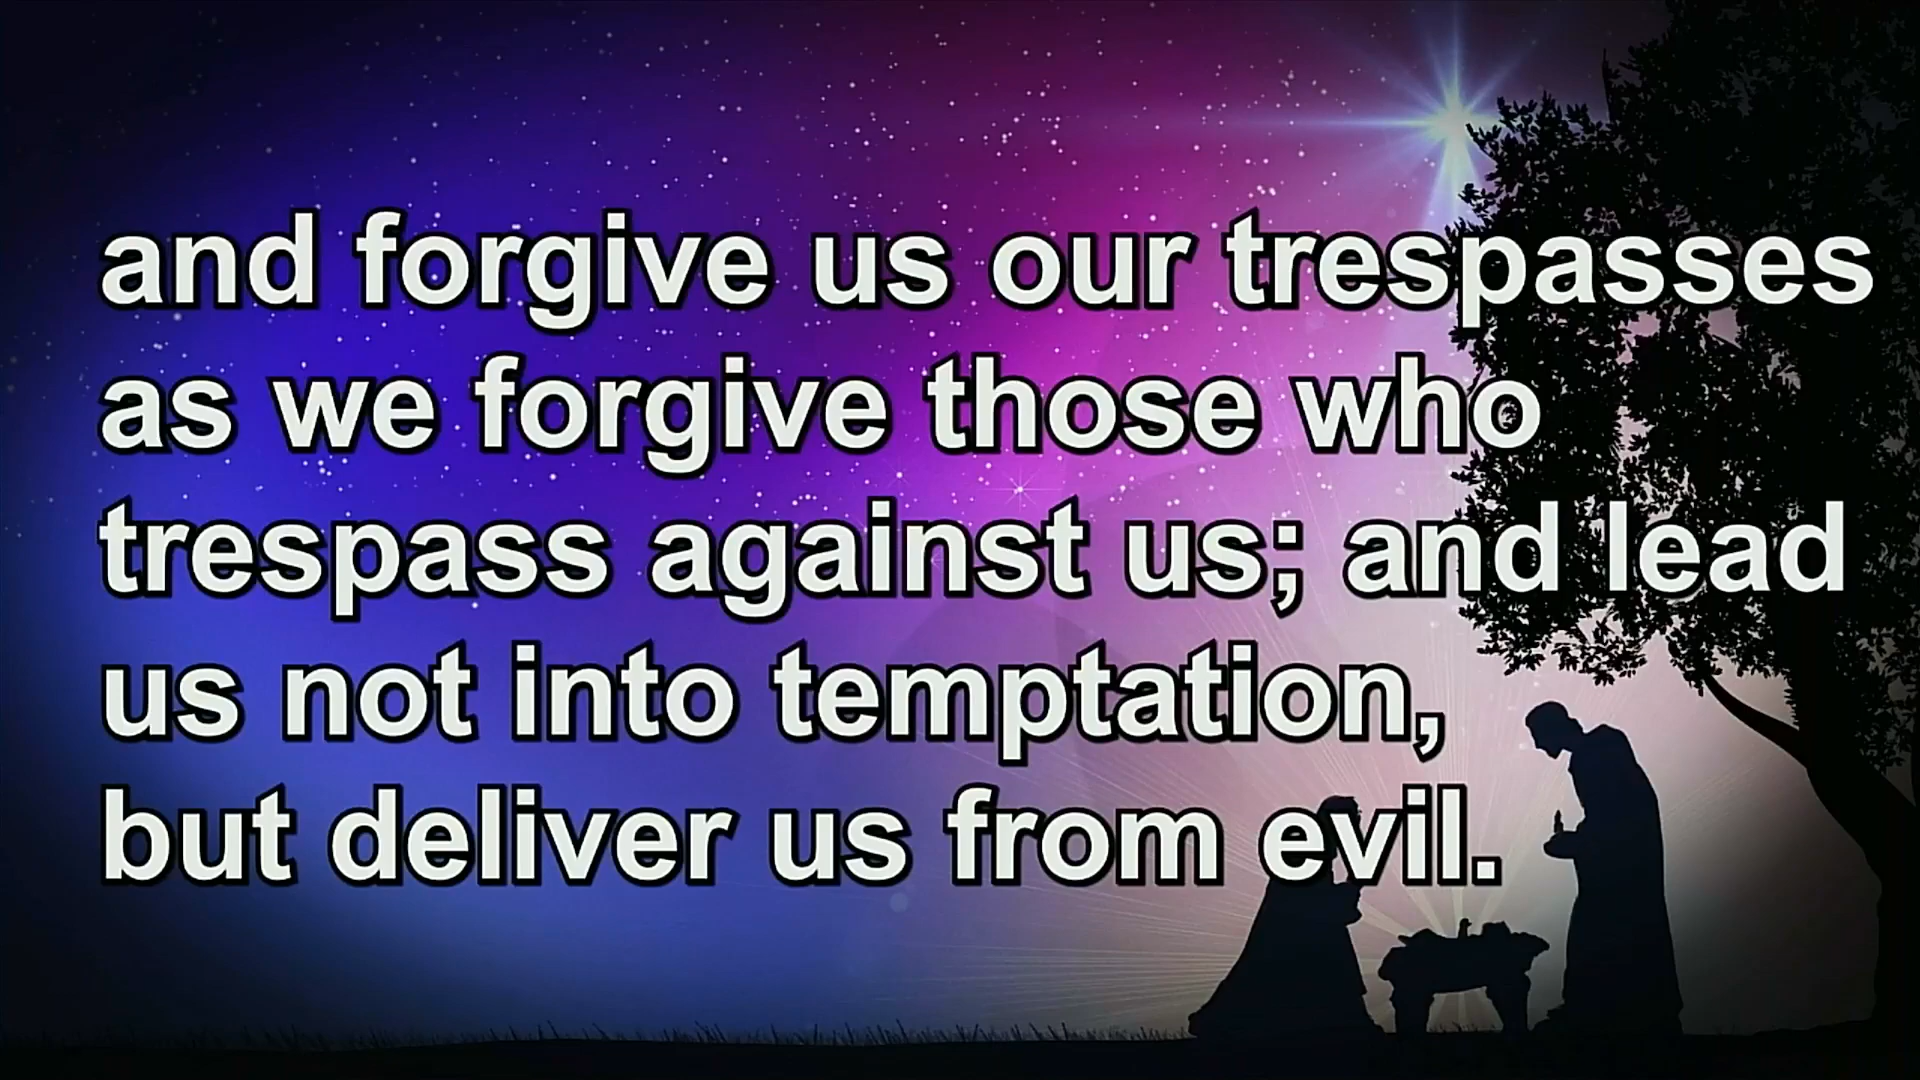 and forgive us our trespasses
as we forgive those who
trespass against us; and lead
us not into temptation,
but deliver us from evil.